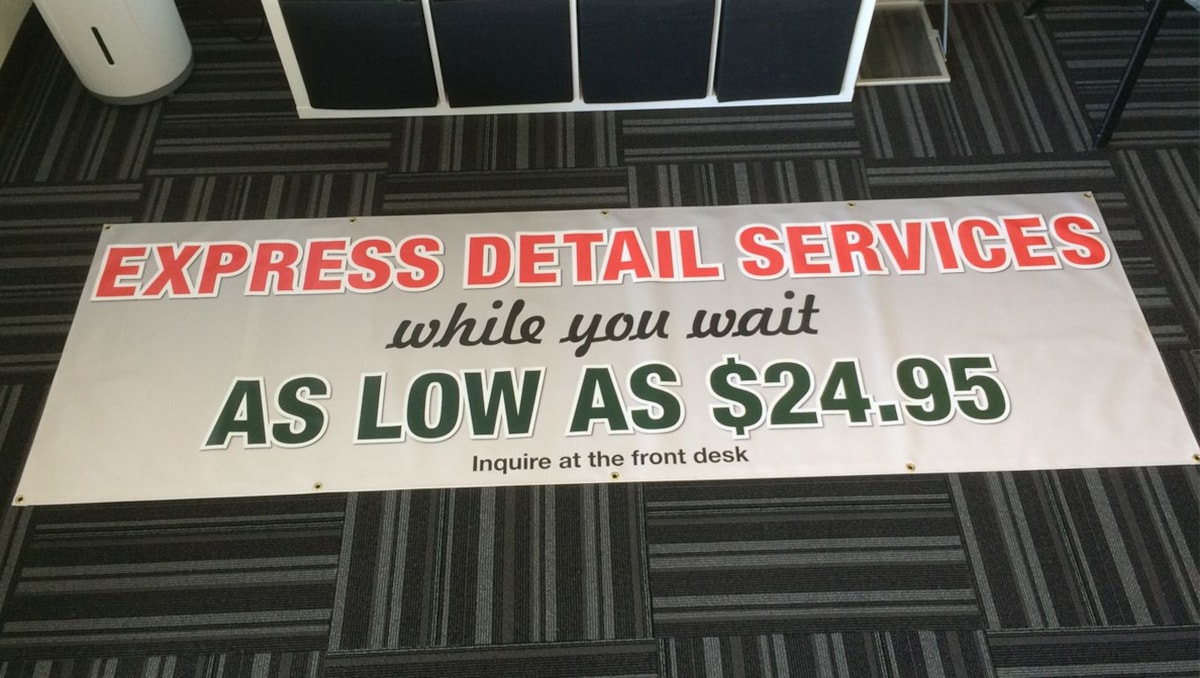 EXPRESS DETAIL SERVICES
while you wait
AS LOW AS $24.95
Inquire at the front desk